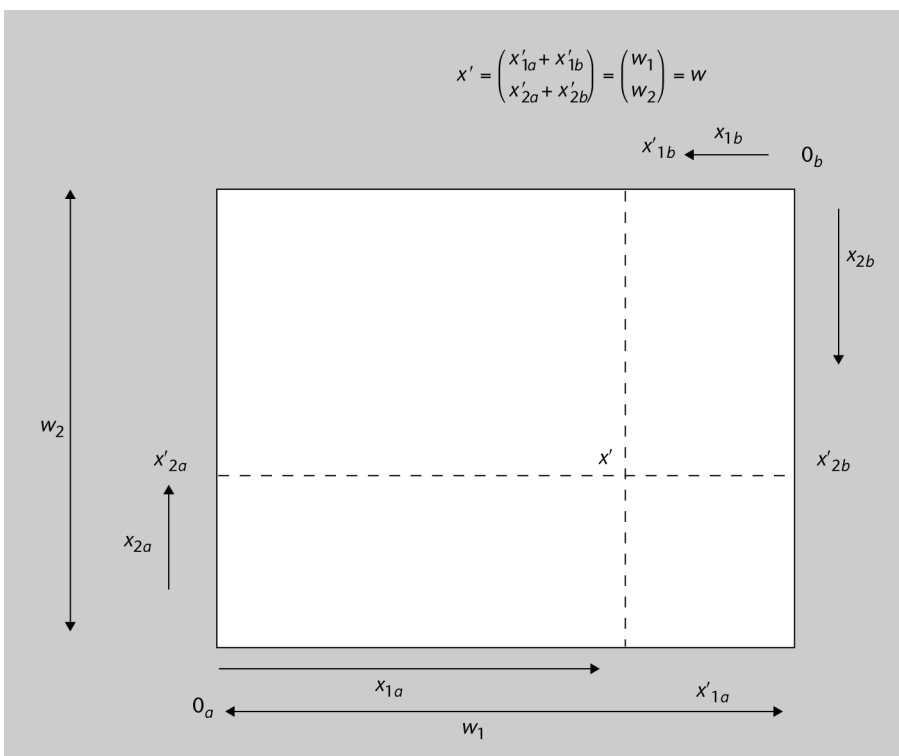 x′ = (x′1a + x′1b) = (w1) = w
(x′2a + x′2b) (w2)
x1b
x′1b
0b
x2b
w2
x′2a
x′
x′2b
x2a
x1a
x′1a
0a
w1